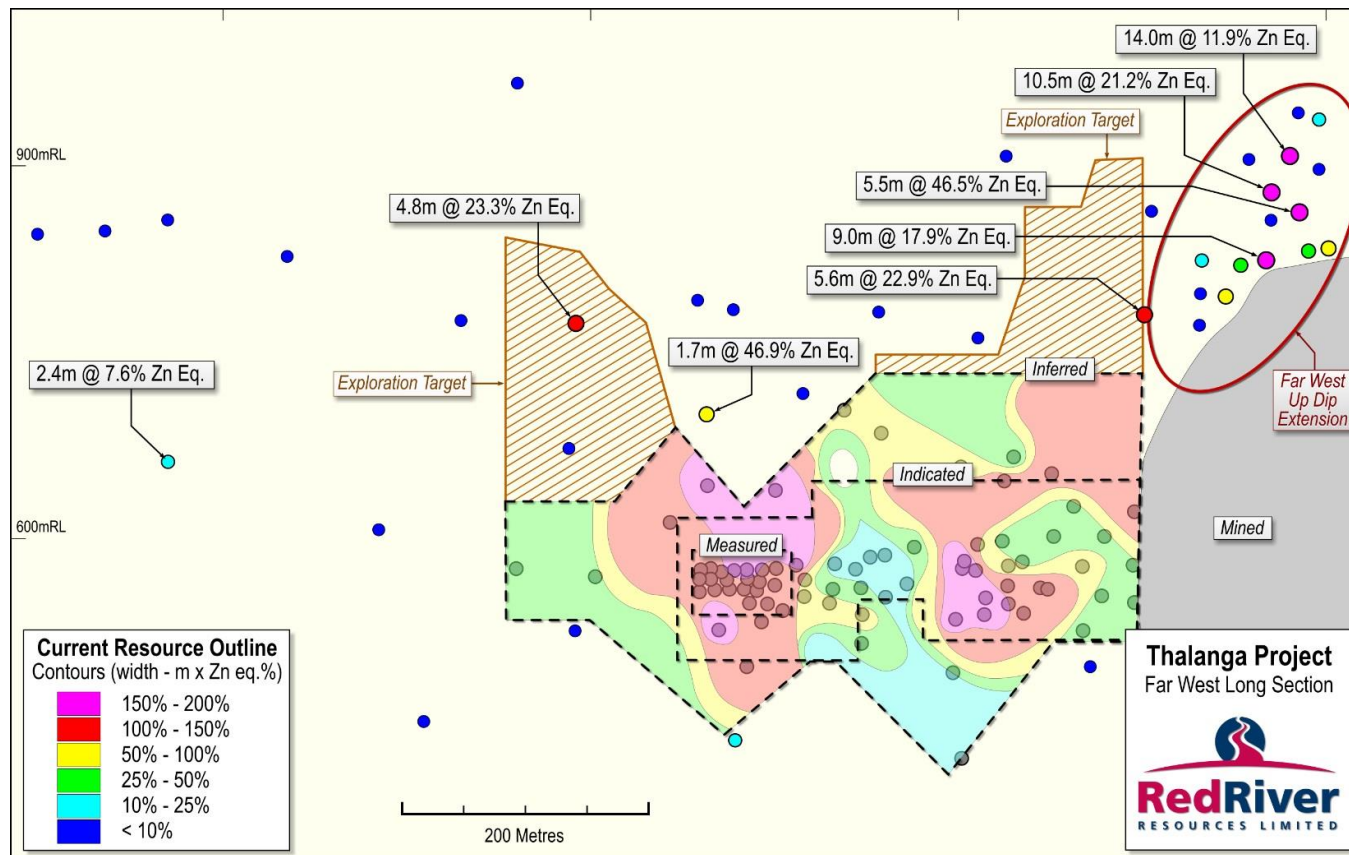 14.0m @ 11.9% Zn Eq.
10.5m @ 21.2% Zn Eq.
Exploration Target
900mRL
5.5m @ 46.5% Zn Eq.
4.8m @ 23.3% Zn Eq.
9.0m @ 17.9% Zn Eq.
5.6m @ 22.9% Zn Eq.
1.7m @ 46.9% Zn Eq.
2.4m @ 7.6% Zn Eq.
Exploration Target
Inferred
Far West
Up Dip
Extension
Indicated
600mRL
Mined
Measured
Current Resource Outline
Contours (width - m x Zn eq.%)
150% - 200%
100% - 150%
50% - 100%
25% - 50%
10% - 25%
< 10%
200 Metres
Thalanga Project
Far West Long Section
RedRiver
RESOURCES LIMITED